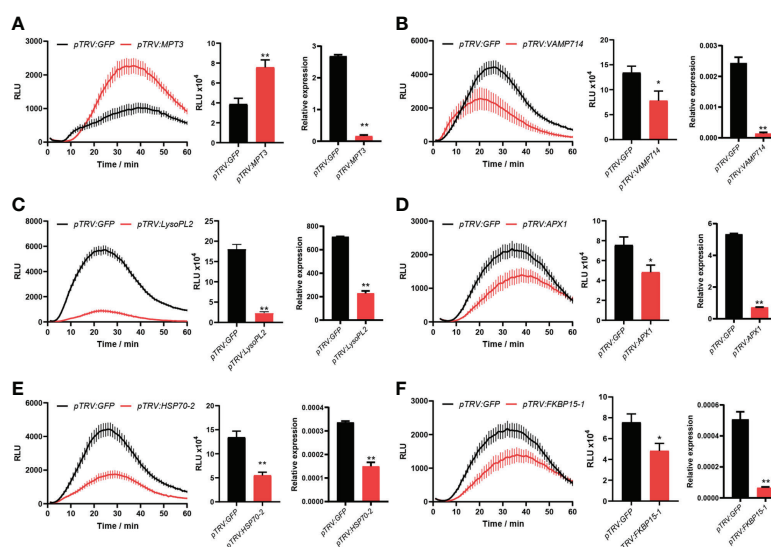 A
pTRV:GFP pTRV:MPT3
RLU
3000
2000
1000
0
0 10 20 30 40 50 60
Time / min
RLU X10⁴
10
8
6
4
2
0
**
pTRV:GFP
pTRV:MPT3
Relative expression
3
2
1
0
**
pTRV:GFP
pTRV:MPT3
B
pTRV:GFP pTRV:VAMP714
RLU
6000
4000
2000
0
0 10 20 30 40 50 60
Time / min
RLU x10⁴
20
15
10
5
0
*
pTRV:GFP
pTRV:VAMP714
Relative expression
0.003
0.002
0.001
0.000
**
pTRV:GFP
pTRV:VAMP714
C
pTRV:GFP pTRV:LysoPL2
RLU
8000
6000
4000
2000
0
0 10 20 30 40 50 60
Time / min
RLU x10⁴
20
15
10
5
0
**
pTRV:GFP
pTRV:LysoPL2
Relative expression
800
600
400
200
0
**
pTRV:GFP
pTRV:LysoPL2
D
pTRV:GFP pTRV:APX1
RLU
3000
2000
1000
0
0 10 20 30 40 50 60
Time / min
RLU x10⁴
10
8
6
4
2
0
*
pTRV:GFP
pTRV:APX1
Relative expression
6
4
2
0
**
pTRV:GFP
pTRV:APX1
E
pTRV:GFP pTRV:HSP70-2
RLU
6000
4000
2000
0
0 10 20 30 40 50 60
Time / min
RLU x10⁴
20
15
10
5
0
**
pTRV:GFP
pTRV:HSP70-2
Relative expression
0.0004
0.0003
0.0002
0.0001
0.0000
**
pTRV:GFP
pTRV:HSP70-2
F
pTRV:GFP pTRV:FKBP15-1
RLU
3000
2000
1000
0
0 10 20 30 40 50 60
Time / min
RLU x10⁴
10
8
6
4
2
0
*
pTRV:GFP
pTRV:FKBP15-1
Relative expression
0.0006
0.0004
0.0002
0.0000
**
pTRV:GFP
pTRV:FKBP15-1